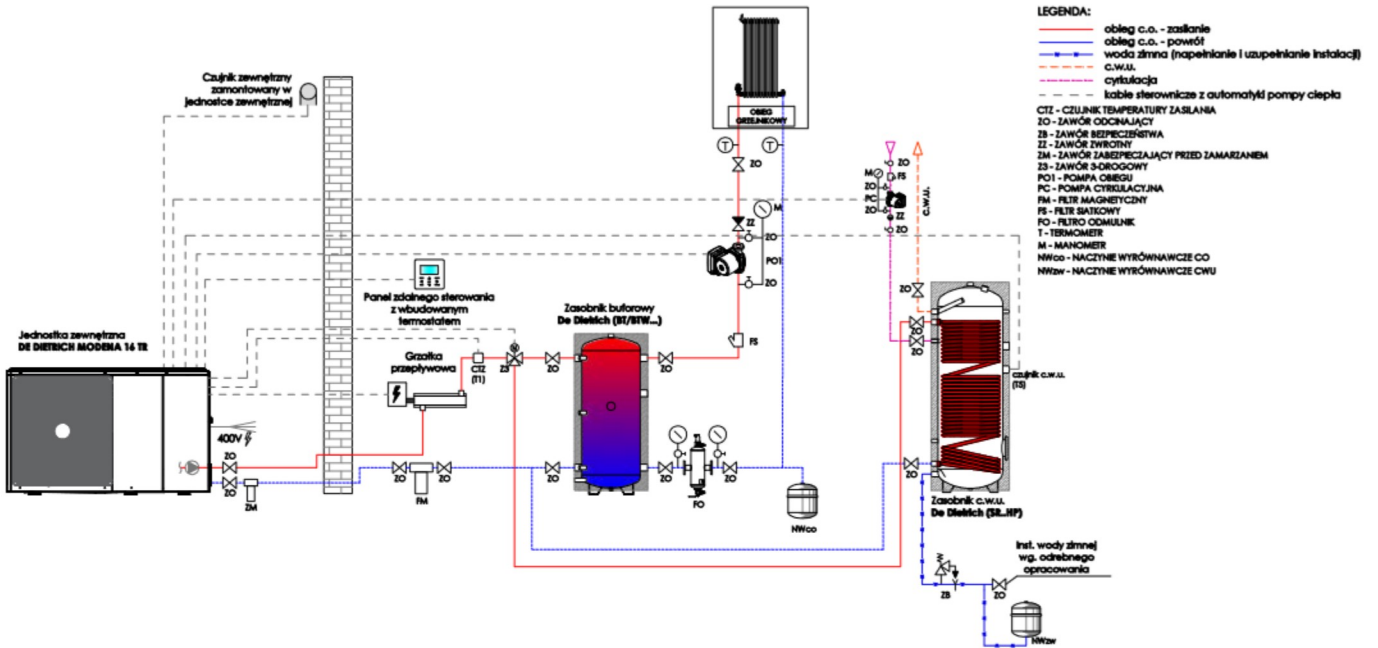 LEGENDA:
obieg c.o. - zasilanie
obieg c.o. - powrót
woda zimna (napełnianie i uzupełnianie instalacji)
c.w.u.
cyrkulacja
kable sterownicze z automatyki pompy ciepła
CTZ - CZUJNIK TEMPERATURY ZASILANIA
ZO - ZAWÓR ODCINAJĄCY
ZB - ZAWÓR BEZPIECZEŃSTWA
ZZ - ZAWÓR ZWROTNY
ZM - ZAWÓR ZABEZPIECZAJĄCY PRZED ZAMARZANIEM
Z3 - ZAWÓR 3-DROGOWY
PO1 - POMPA OBIEGU
PC - POMPA CYRKULACYJNA
FM - FILTR MAGNETYCZNY
FS - FILTR SIATKOWY
FO - FILTRO ODMULNIK
T - TERMOMETR
M - MANOMETR
NWco - NACZYNIE WYRÓWNAWCZE CO
NWzw - NACZYNIE WYRÓWNAWCZE CWU
Czujnik zewnętrzny
zamontowany w
jednostce zewnętrznej
OBIEG
GRZEJNIKOWY
T
T
ZO
M
ZZ
ZO
PO1
ZO
FS
ZO
M
FS
ZO
PC
ZO
ZZ
ZO
c.w.u.
ZO
Panel zdalnego sterowania
z wbudowanym
termostatem
Zasobnik buforowy
De Dietrich (BT/BTW...)
Jednostka zewnętrzna
DE DIETRICH MODENA 16 TR
Grzałka
przepływowa
CTZ
(T1)
M
Z3
ZO
ZO
ZO
ZO
czujnik c.w.u.
(T5)
400V
ZO
ZO
ZM
ZO
FM
ZO
ZO
ZO
FO
ZO
NWco
ZO
Zasobnik c.w.u.
De Dietrich (SR..HP)
Inst. wody zimnej
wg. odrebnego
opracowania
ZB
ZO
NWzw